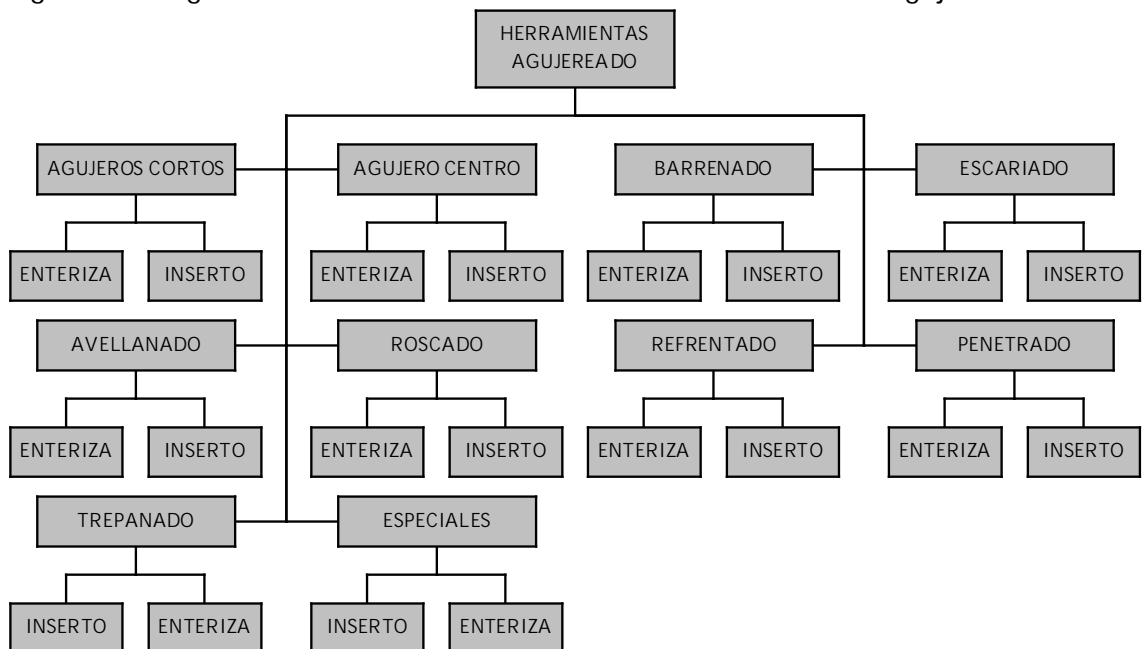 HERRAMIENTAS
AGUJEREADO
AGUJEROS CORTOS
AGUJERO CENTRO
BARRENADO
ESCARIADO
ENTERIZA
INSERTO
ENTERIZA
INSERTO
ENTERIZA
INSERTO
ENTERIZA
INSERTO
AVELLANADO
ROSCADO
REFRENTADO
PENETRADO
ENTERIZA
INSERTO
ENTERIZA
INSERTO
ENTERIZA
INSERTO
ENTERIZA
INSERTO
TREPANADO
ESPECIALES
INSERTO
ENTERIZA
INSERTO
ENTERIZA